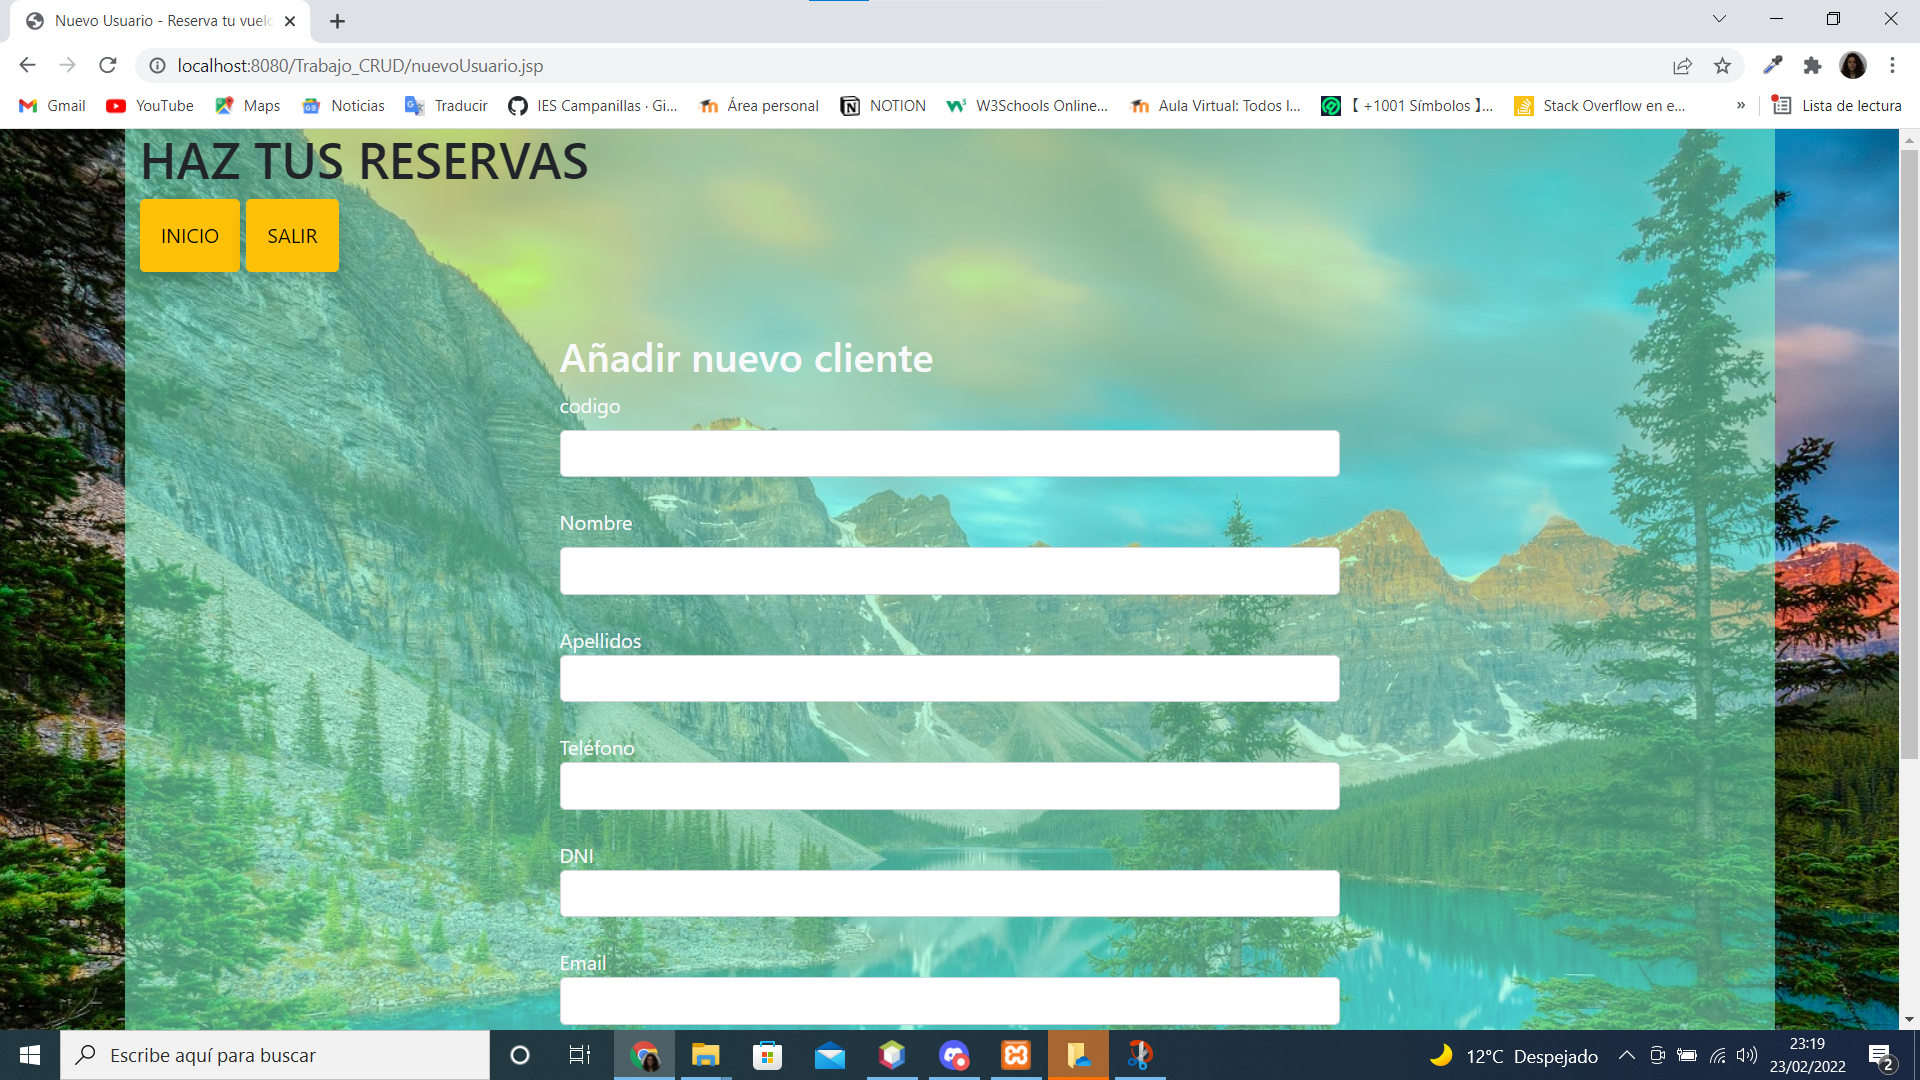 Nuevo Usuario - Reserva tu vuelo
localhost:8080/Trabajo_CRUD/nuevoUsuario.jsp
Gmail YouTube Maps Noticias Traducir IES Campanillas · Gi... Área personal NOTION W3Schools Online... Aula Virtual: Todos l... 【 +1001 Símbolos 】... Stack Overflow en e... » Lista de lectura
HAZ TUS RESERVAS
INICIO SALIR
Añadir nuevo cliente
codigo
Nombre
Apellidos
Teléfono
DNI
Email
Escribe aquí para buscar
12°C Despejado
23:19
23/02/2022
2